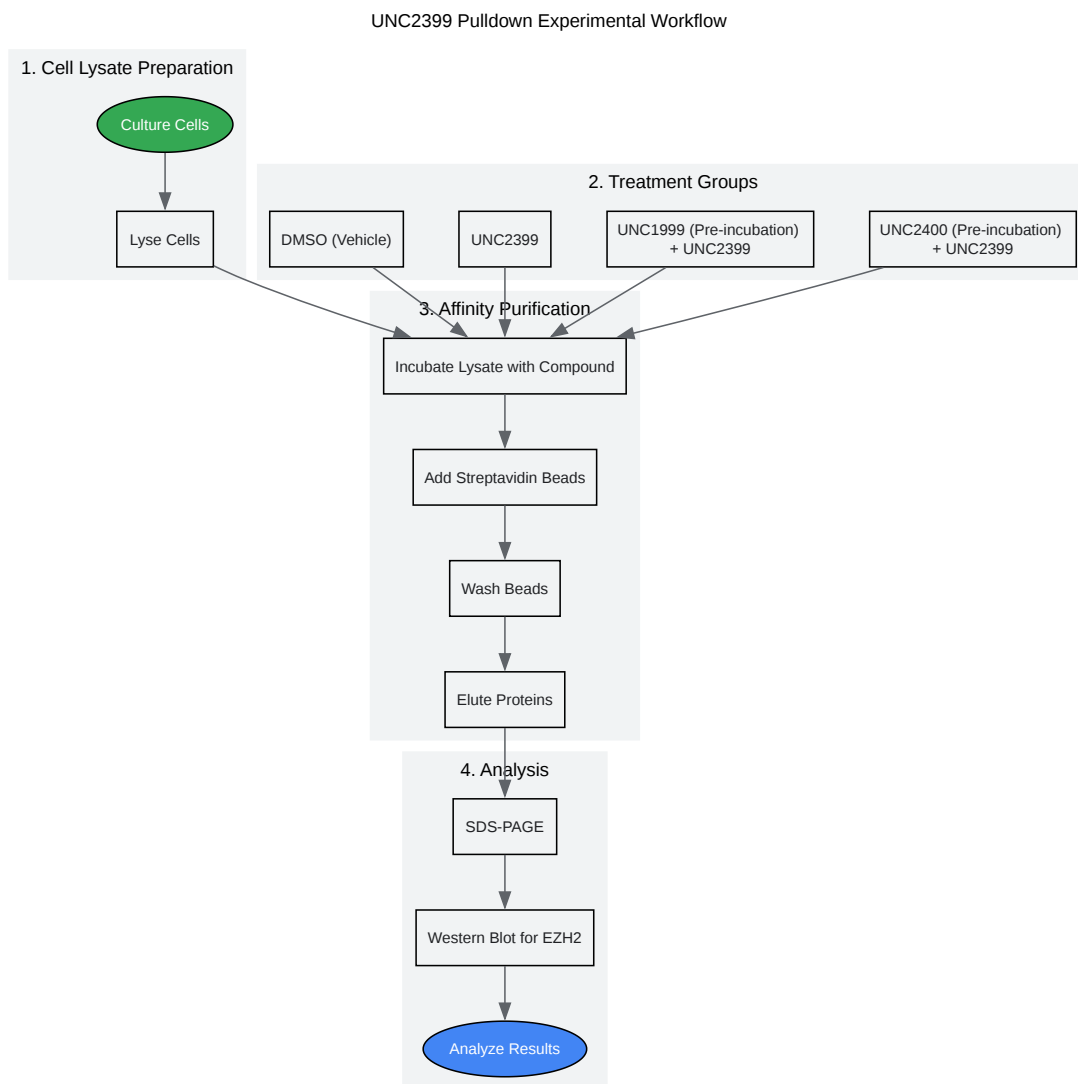 UNC2399 Pulldown Experimental Workflow
1. Cell Lysate Preparation
Culture Cells
Lyse Cells
2. Treatment Groups
DMSO (Vehicle)
UNC2399
UNC1999 (Pre-incubation)
+ UNC2399
UNC2400 (Pre-incubation)
+ UNC2399
3. Affinity Purification
Incubate Lysate with Compound
Add Streptavidin Beads
Wash Beads
Elute Proteins
4. Analysis
SDS-PAGE
Western Blot for EZH2
Analyze Results